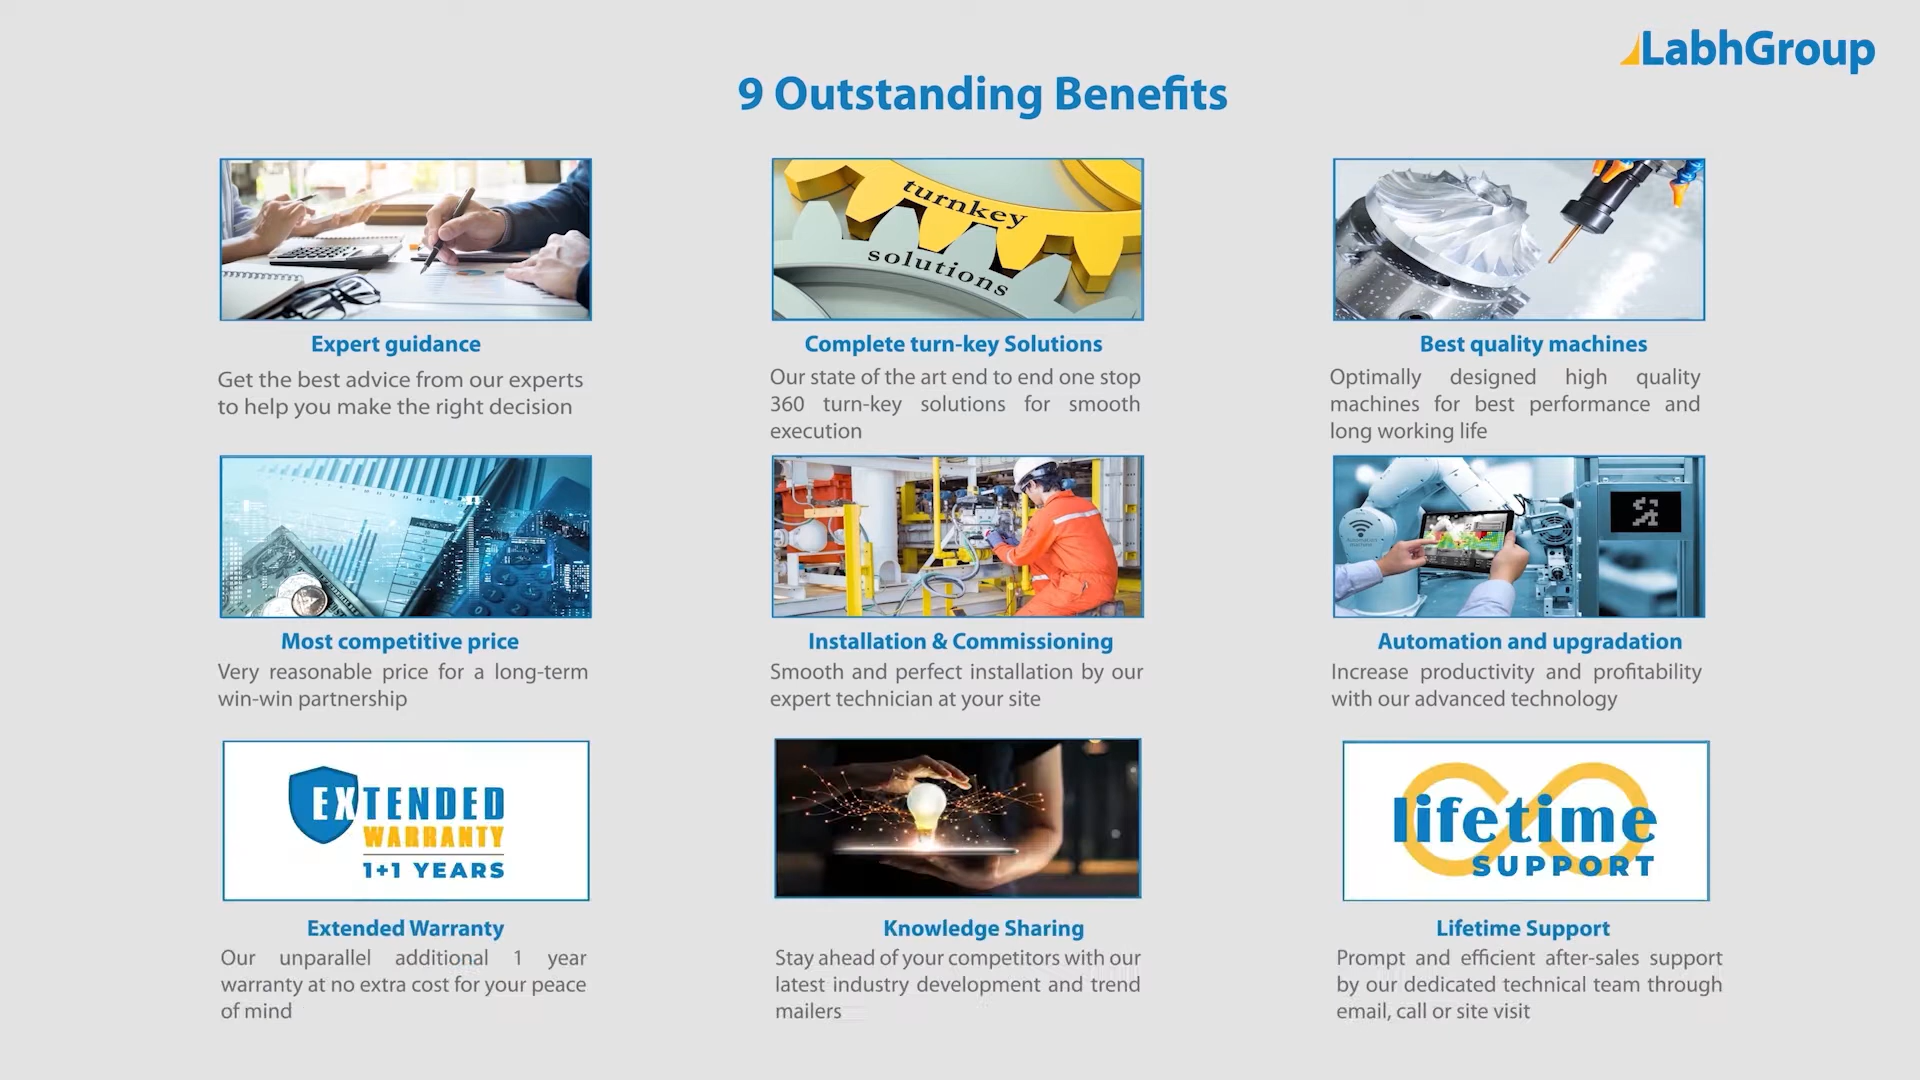 LabhGroup
9 Outstanding Benefits
turnkey
solutions
Expert guidance
Get the best advice from our experts
to help you make the right decision
Complete turn-key Solutions
Our state of the art end to end one stop
360 turn-key solutions for smooth
execution
Best quality machines
Optimally designed high quality
machines for best performance and
long working life
Most competitive price
Very reasonable price for a long-term
win-win partnership
Installation & Commissioning
Smooth and perfect installation by our
expert technician at your site
Automation and upgradation
Increase productivity and profitability
with our advanced technology
EXTENDED
WARRANTY
1+1 YEARS
Extended Warranty
Our unparallel additional 1 year
warranty at no extra cost for your peace
of mind
Knowledge Sharing
Stay ahead of your competitors with our
latest industry development and trend
mailers
lifetime
SUPPORT
Lifetime Support
Prompt and efficient after-sales support
by our dedicated technical team through
email, call or site visit